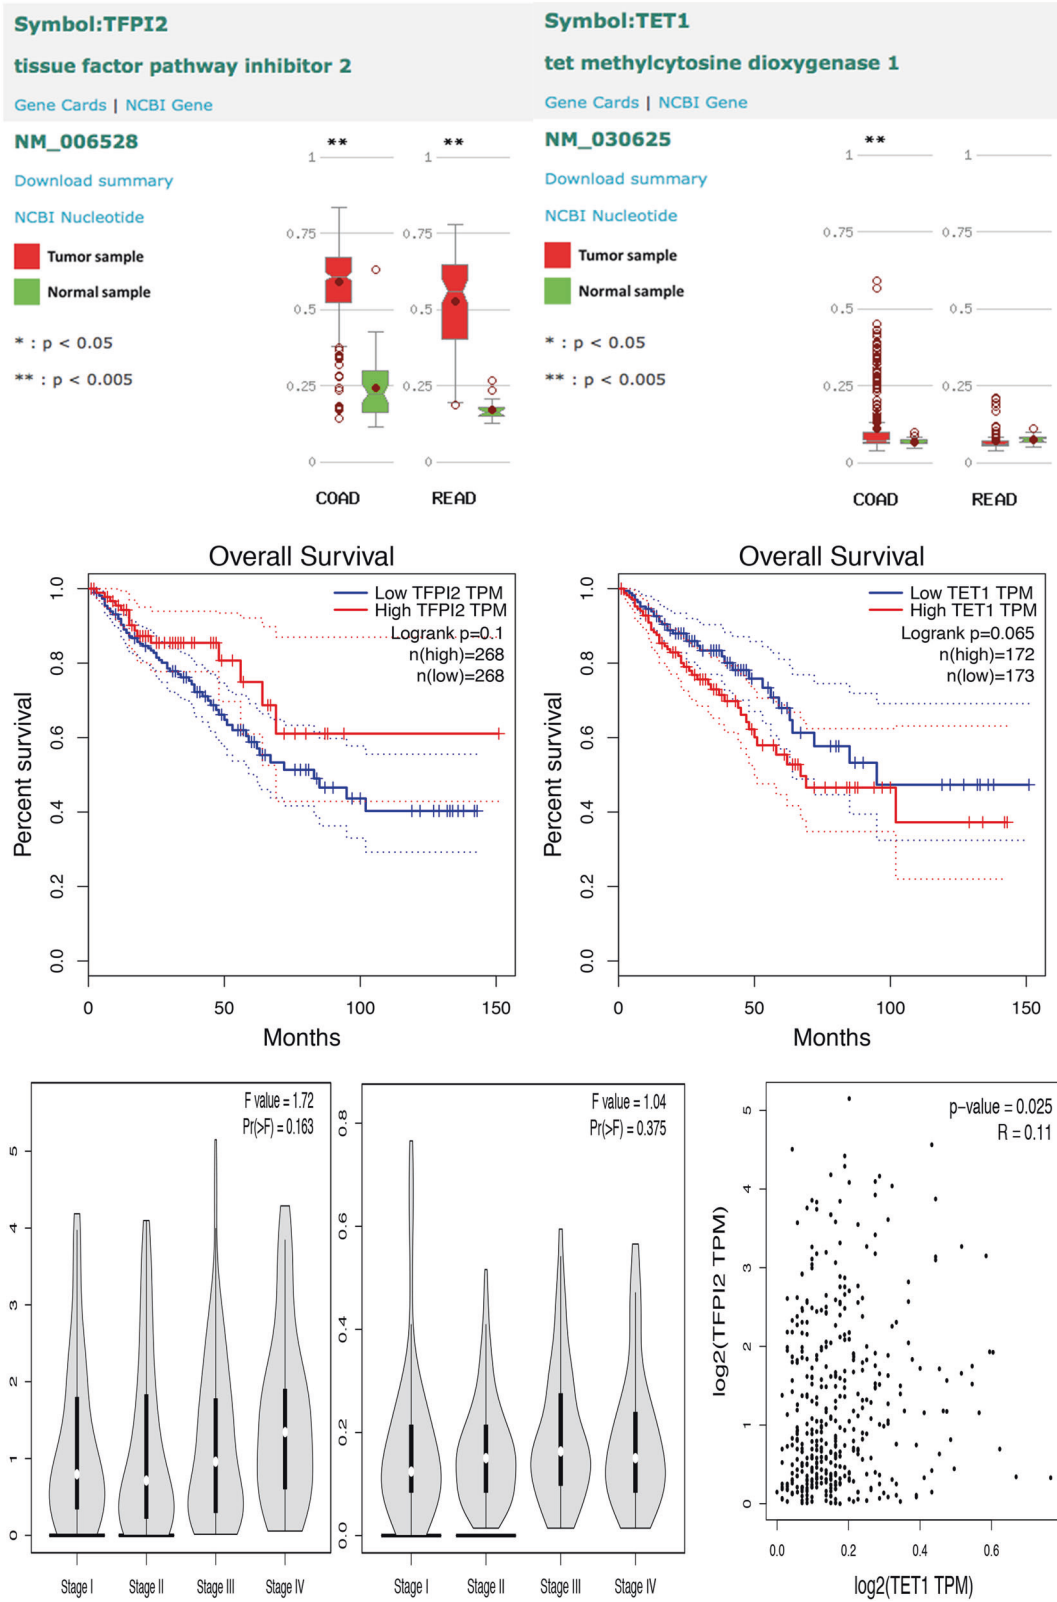 Symbol:TFPI2
tissue factor pathway inhibitor 2
Gene Cards | NCBI Gene
NM_006528
Download summary
NCBI Nucleotide
Tumor sample
Normal sample
* : p < 0.05
** : p < 0.005
** **
1 1
0.75 0.75
0.5 0.5
0.25 0.25
0 0
COAD READ
Symbol:TET1
tet methylcytosine dioxygenase 1
Gene Cards | NCBI Gene
NM_030625
Download summary
NCBI Nucleotide
Tumor sample
Normal sample
* : p < 0.05
** : p < 0.005
**
1 1
0.75 0.75
0.5 0.5
0.25 0.25
0 0
COAD READ
Overall Survival
Low TFPI2 TPM
High TFPI2 TPM
Logrank p=0.1
n(high)=268
n(low)=268
Percent survival
1.0
0.8
0.6
0.4
0.2
0.0
0 50 100 150
Months
Overall Survival
Low TET1 TPM
High TET1 TPM
Logrank p=0.065
n(high)=172
n(low)=173
Percent survival
1.0
0.8
0.6
0.4
0.2
0.0
0 50 100 150
Months
F value = 1.72
Pr(>F) = 0.163
5
4
3
2
1
0
Stage I Stage II Stage III Stage IV
F value = 1.04
Pr(>F) = 0.375
0.8
0.6
0.4
0.2
0.0
Stage I Stage II Stage III Stage IV
p-value = 0.025
R = 0.11
log2(TFPI2 TPM)
5
4
3
2
1
0
0.0 0.2 0.4 0.6
log2(TET1 TPM)